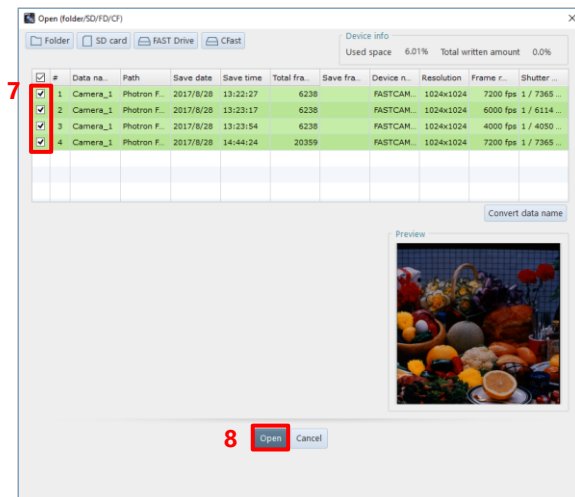 Open (folder/SD/FD/CF)
Folder SD card FAST Drive CFast
Device info
Used space 6.01% Total written amount 0.0%
# Data na... Path Save date Save time Total fra... Save fra... Device n... Resolution Frame r... Shutter ...
7
1 Camera_1 Photron F... 2017/8/28 13:22:27 6238 FASTCAM... 1024x1024 7200 fps 1 / 7365 ...
2 Camera_1 Photron F... 2017/8/28 13:23:17 6238 FASTCAM... 1024x1024 6000 fps 1 / 6114 ...
3 Camera_1 Photron F... 2017/8/28 13:23:54 6238 FASTCAM... 1024x1024 4000 fps 1 / 4050 ...
4 Camera_1 Photron F... 2017/8/28 14:44:24 20359 FASTCAM... 1024x1024 7200 fps 1 / 7365 ...
Convert data name
Preview
8 Open Cancel